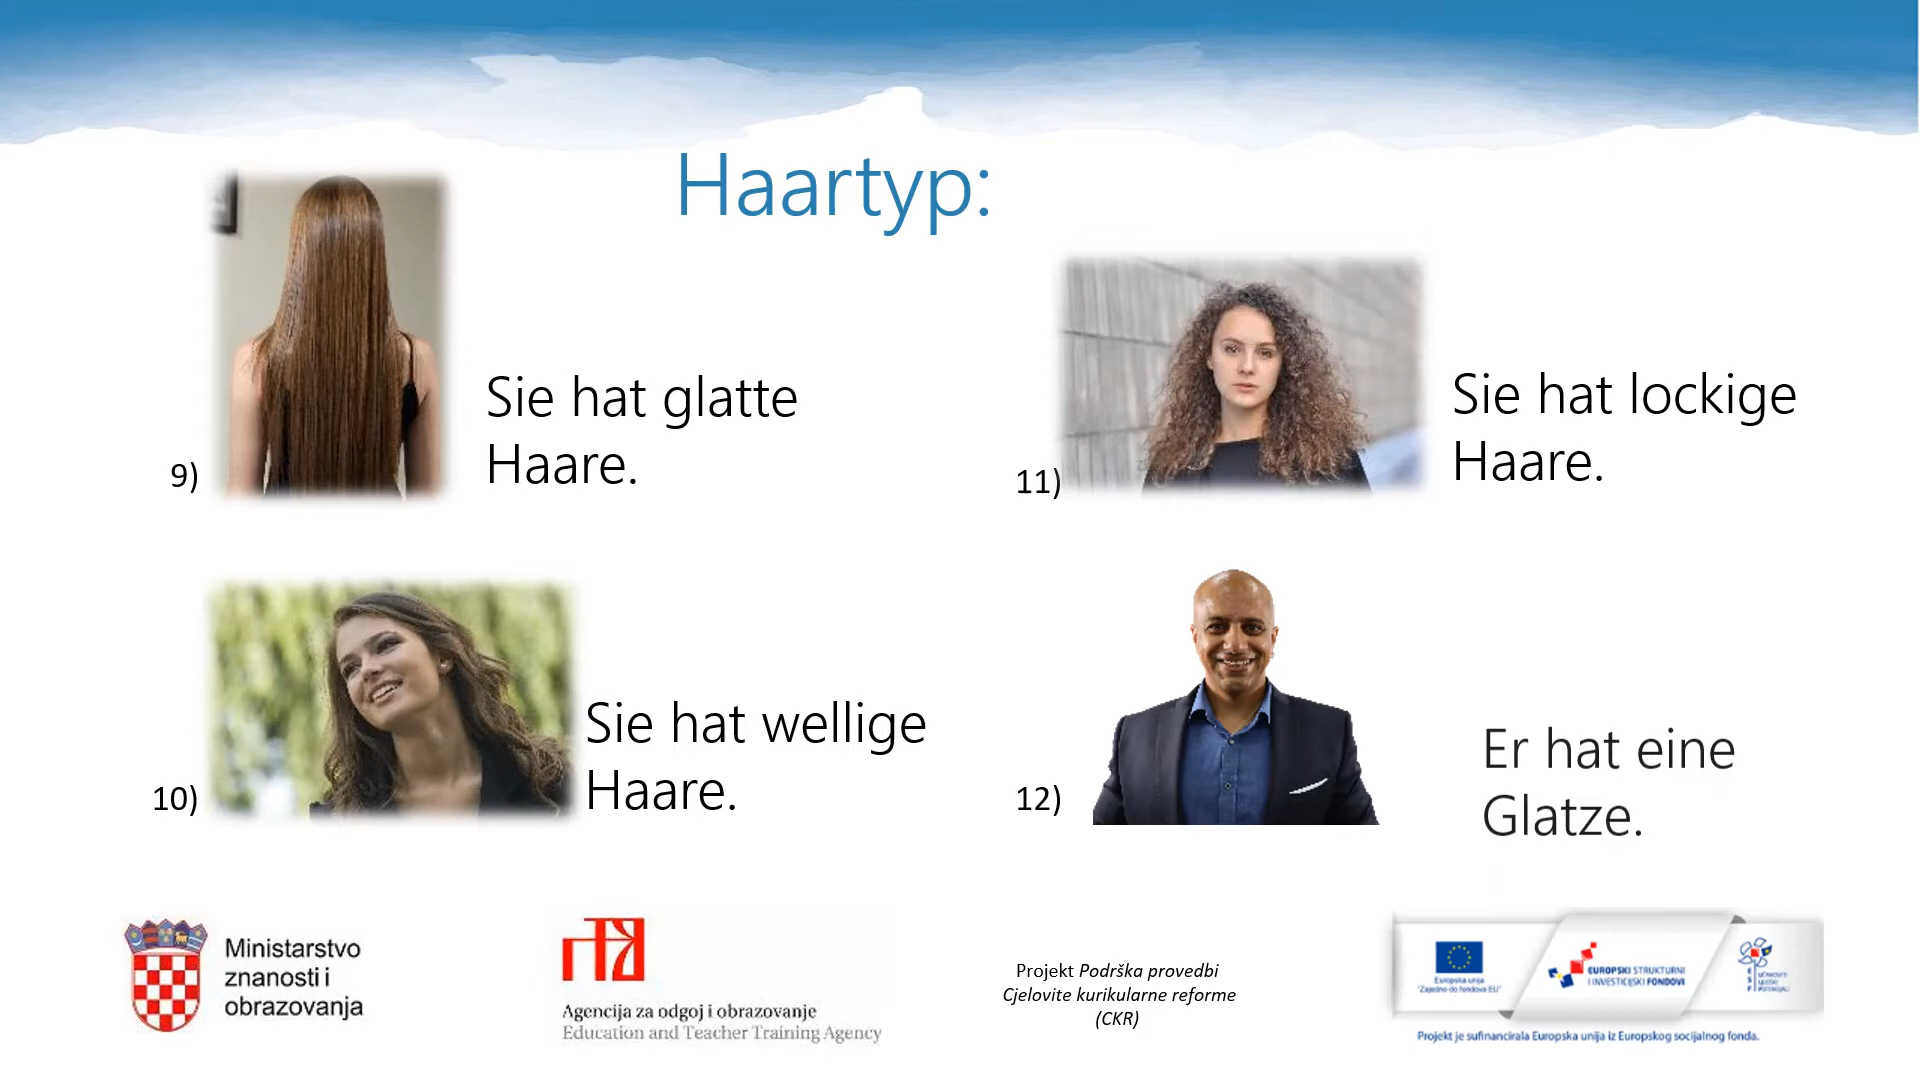 Haartyp:
9)
Sie hat glatte
Haare.
11)
Sie hat lockige
Haare.
10)
Sie hat wellige
Haare.
12)
Er hat eine
Glatze.
Ministarstvo
znanosti i
obrazovanja
Agencija za odgoj i obrazovanje
Education and Teacher Training Agency
Projekt Podrška provedbi
Cjelovite kurikularne reforme
(CKR)
Europska unija
"Zajedno do fondova EU"
EUROPSKI STRUKTURNI
I INVESTICIJSKI FONDOVI
Projekt je sufinancirala Europska unija iz Europskog socijalnog fonda.